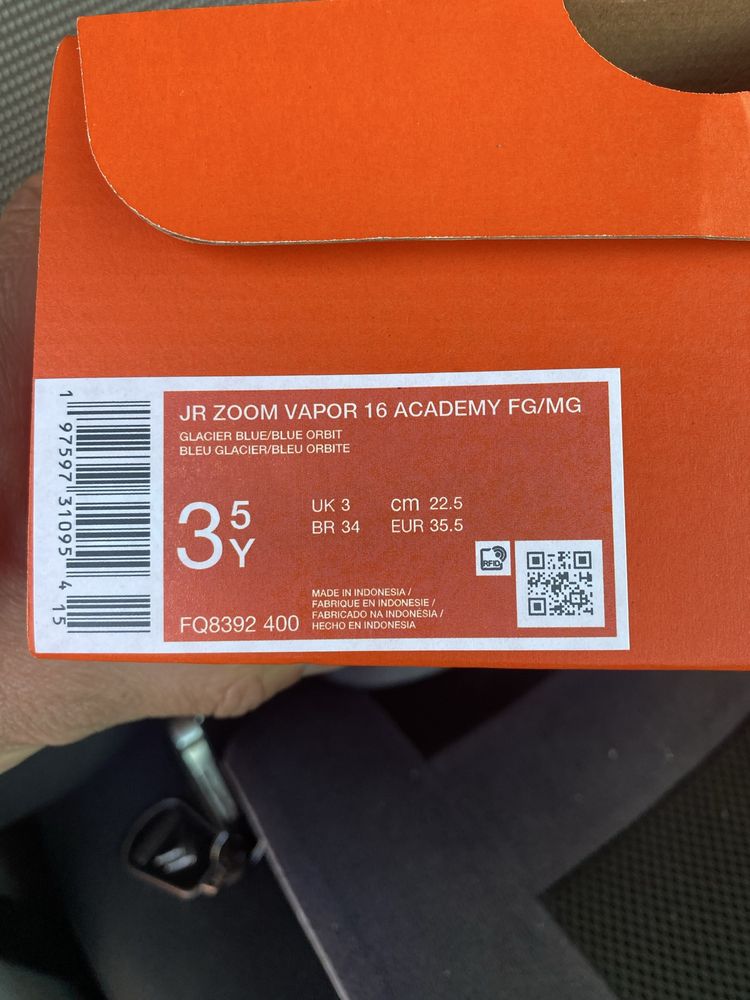 JR ZOOM VAPOR 16 ACADEMY FG/MG
GLACIER BLUE/BLUE ORBIT
BLEU GLACIER/BLEU ORBITE
3 5 Y
UK 3 cm 22.5
BR 34 EUR 35.5
RFID
MADE IN INDONESIA /
FABRIQUE EN INDONESIE /
FABRICADO NA INDONÉSIA /
HECHO EN INDONESIA
FQ8392 400
1 97597 31095 4 15